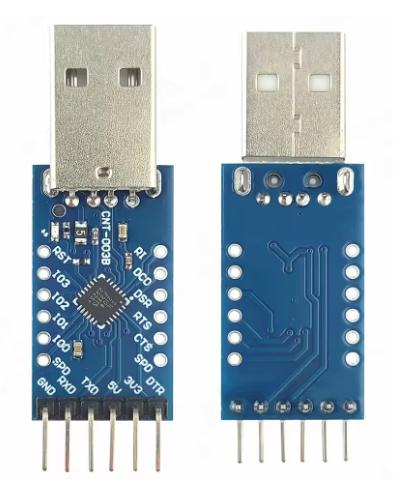 CNT-003B
RST
RI
IO3
DCO
IO2
DSR
IO1
RTS
IO0
CTS
SPD
SPD
GND
RXD
TXD
5V
3V3
DTR